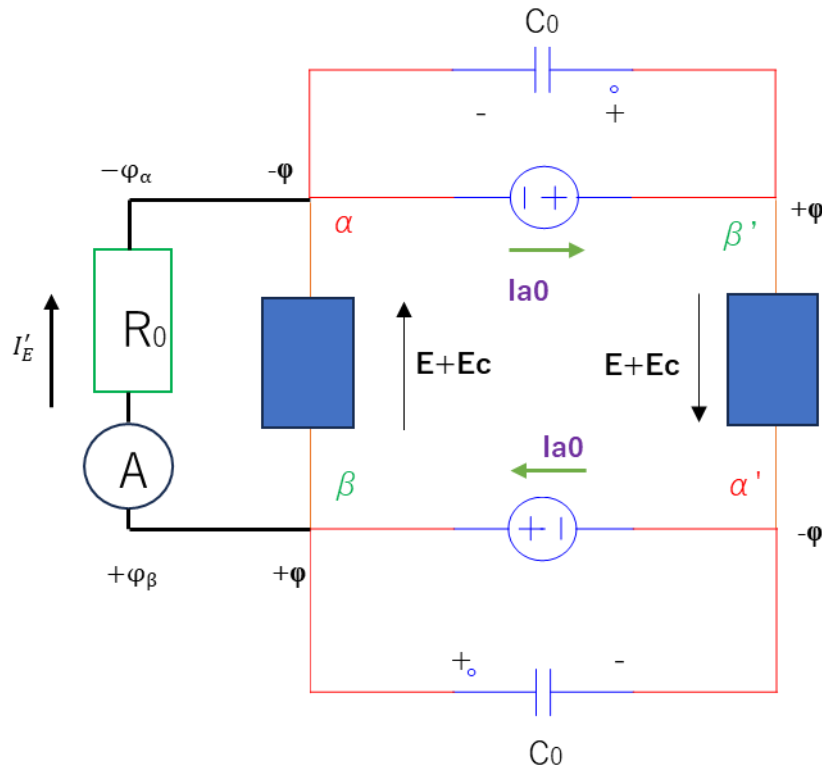 C0
- +
−φα -φ
α β' +φ
Ia0
R0
I′E
E+Ec E+Ec
Ia0
A
β α'
-φ
+φβ +φ
+ -
C0